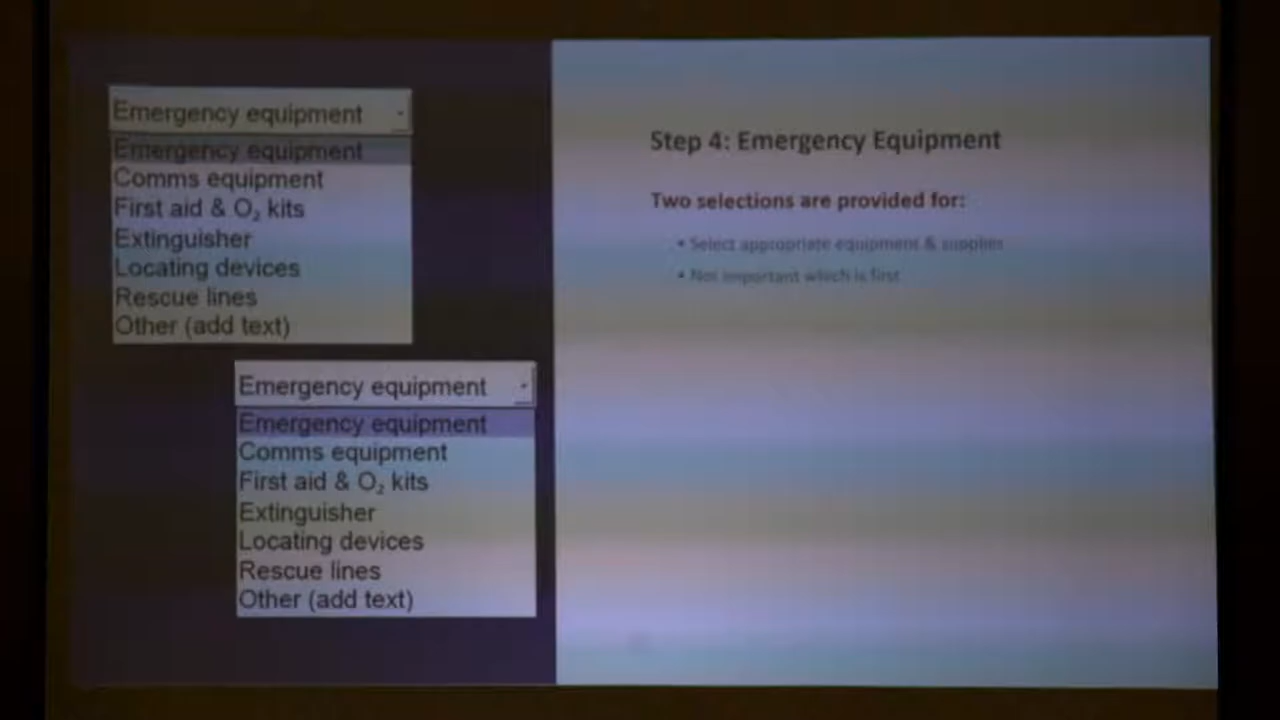 Emergency equipment
Emergency equipment
Comms equipment
First aid & O₂ kits
Extinguisher
Locating devices
Rescue lines
Other (add text)
Emergency equipment
Emergency equipment
Comms equipment
First aid & O₂ kits
Extinguisher
Locating devices
Rescue lines
Other (add text)
Step 4: Emergency Equipment
Two selections are provided for:
• Select appropriate equipment & supplies
• Not important which is first